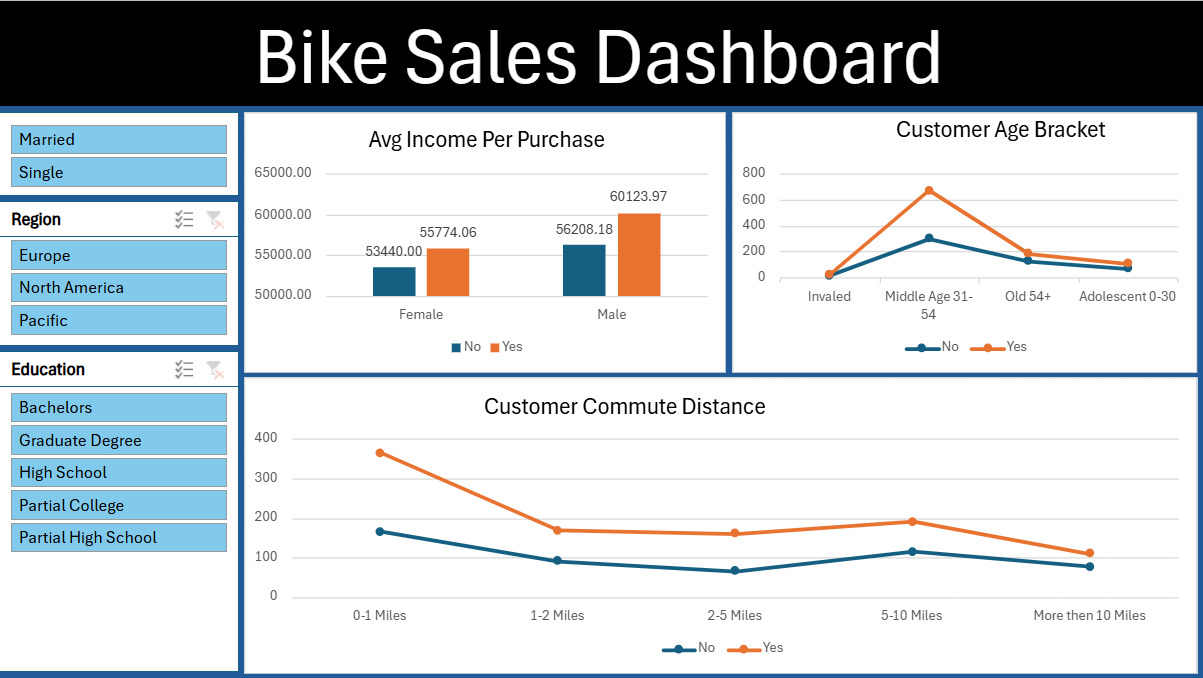 Bike Sales Dashboard
Married
Single
Region
Europe
North America
Pacific
Education
Bachelors
Graduate Degree
High School
Partial College
Partial High School
Avg Income Per Purchase
65000.00
60000.00
55000.00
50000.00
53440.00
55774.06
56208.18
60123.97
Female
Male
No
Yes
Customer Age Bracket
800
600
400
200
0
Invaled
Middle Age 31-
54
Old 54+
Adolescent 0-30
No
Yes
Customer Commute Distance
400
300
200
100
0
0-1 Miles
1-2 Miles
2-5 Miles
5-10 Miles
More then 10 Miles
No
Yes